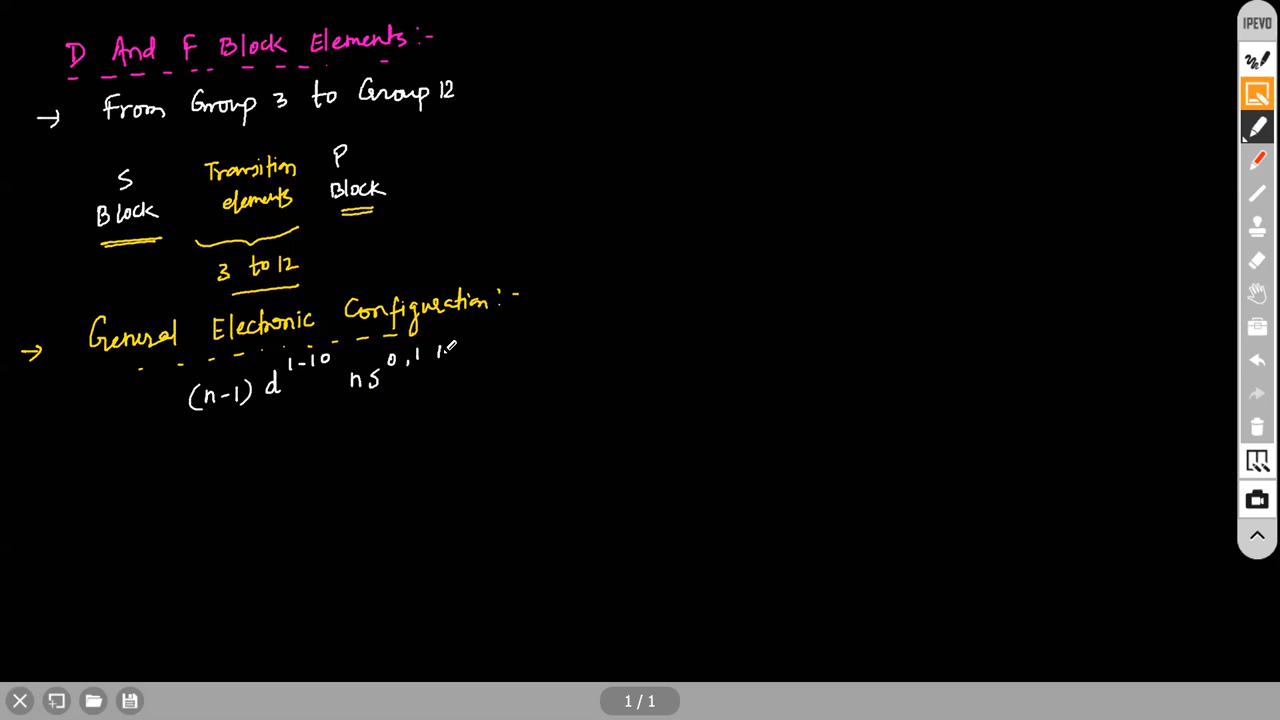 D And F Block Elements:-
→ From Group 3 to Group 12
S Block
Transition elements
P Block
3 to 12
→ General Electronic Configuration:-
(n-1) d^1-10 ns^0,1
1/1
IPEVO